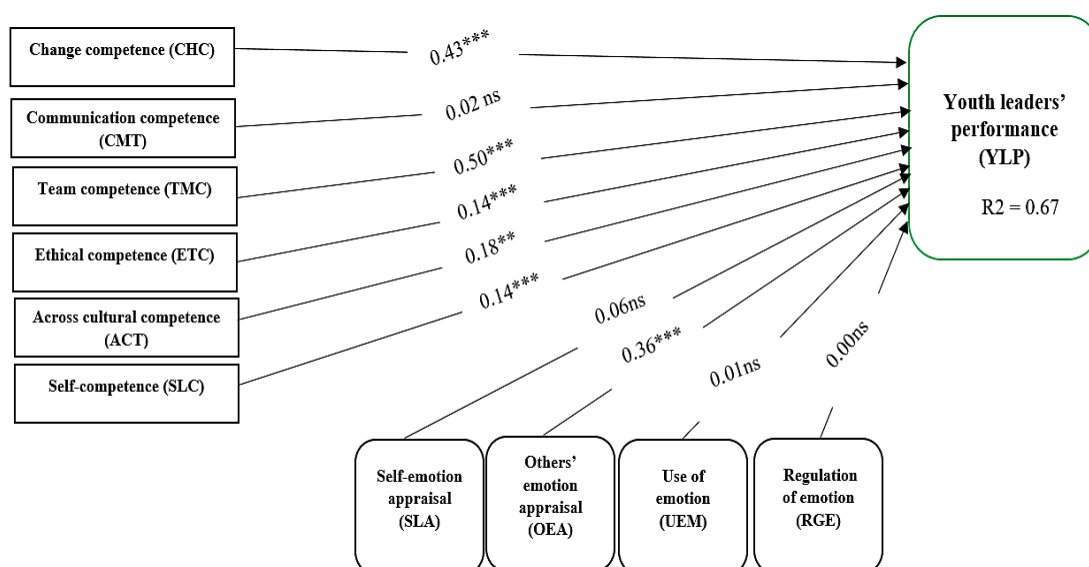 Change competence (CHC)
0.43***
Communication competence
(CMT)
0.02 ns
Team competence (TMC)
0.50***
Ethical competence (ETC)
0.14***
Across cultural competence
(ACT)
0.18**
Self-competence (SLC)
0.14***
Youth leaders’
performance
(YLP)
R2 = 0.67
0.06ns
0.36***
0.01ns
0.00ns
Self-emotion
appraisal
(SLA)
Others’
emotion
appraisal
(OEA)
Use of
emotion
(UEM)
Regulation
of emotion
(RGE)